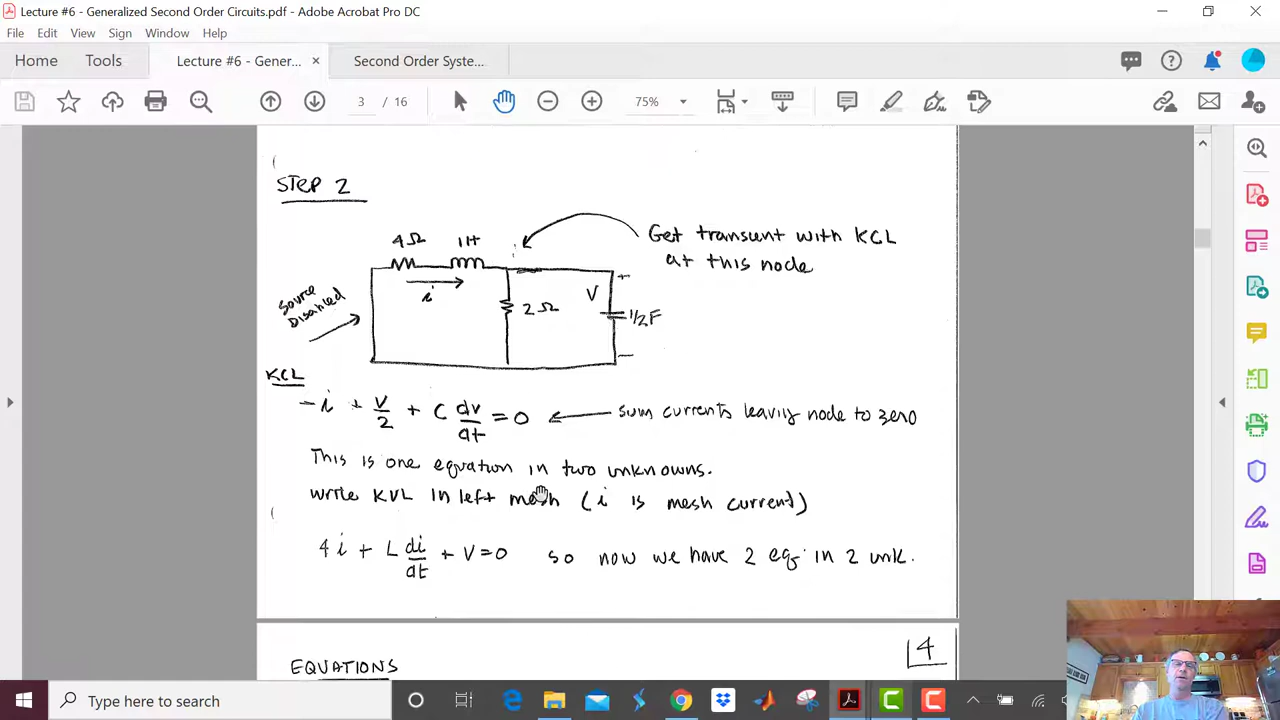 Lecture #6 - Generalized Second Order Circuits.pdf - Adobe Acrobat Pro DC
File Edit View Sign Window Help
Home Tools Lecture #6 - Gener... × Second Order Syste...
3 / 16 75%
STEP 2
4Ω 1H
Get transient with KCL
at this node
i
Source
Disabled
2Ω
+
V
1/2F
−
KCL
-i + V/2 + C dv/dt = 0 ← sum currents leaving node to zero
This is one equation in two unknowns.
write KVL in left mesh (i is mesh current)
4i + L di/dt + V = 0 so now we have 2 eq. in 2 unk.
4
EQUATIONS
Type here to search